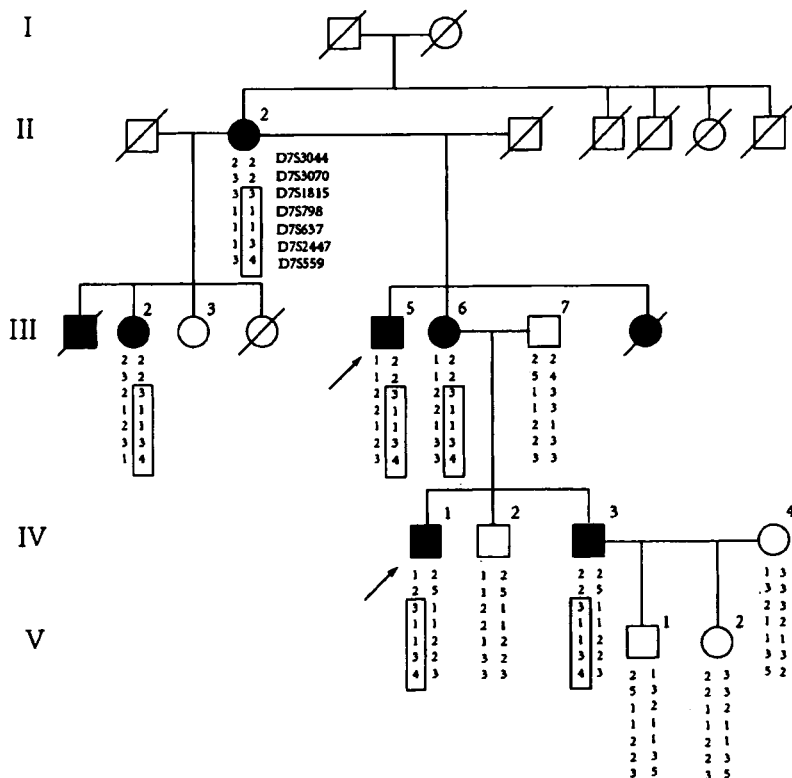 I
II
2
2 2 D7S3044
3 2 D7S3070
3 3 D7S1815
1 1 D7S798
1 1 D7S637
1 3 D7S2447
3 4 D7S559
III
2 3 5 6 7
2 2 1 2 1 2 2 2
3 2 1 2 1 2 5 4
2 3 2 3 2 3 1 3
1 1 2 1 2 1 1 3
2 1 1 1 1 1 2 1
3 3 2 3 3 3 2 3
1 4 3 4 3 4 3 3
IV
1 2 3 4
1 2 1 2 2 2 1 3
2 5 1 5 2 5 3 3
3 1 2 1 3 1 2 1
1 1 2 1 1 1 1 2
1 2 1 2 1 2 1 1
3 2 3 2 3 2 3 3
4 3 3 3 4 3 5 2
V
1 2
2 1 2 3
5 3 2 3
1 2 1 2
1 1 1 1
2 1 2 1
2 3 2 3
3 5 3 5